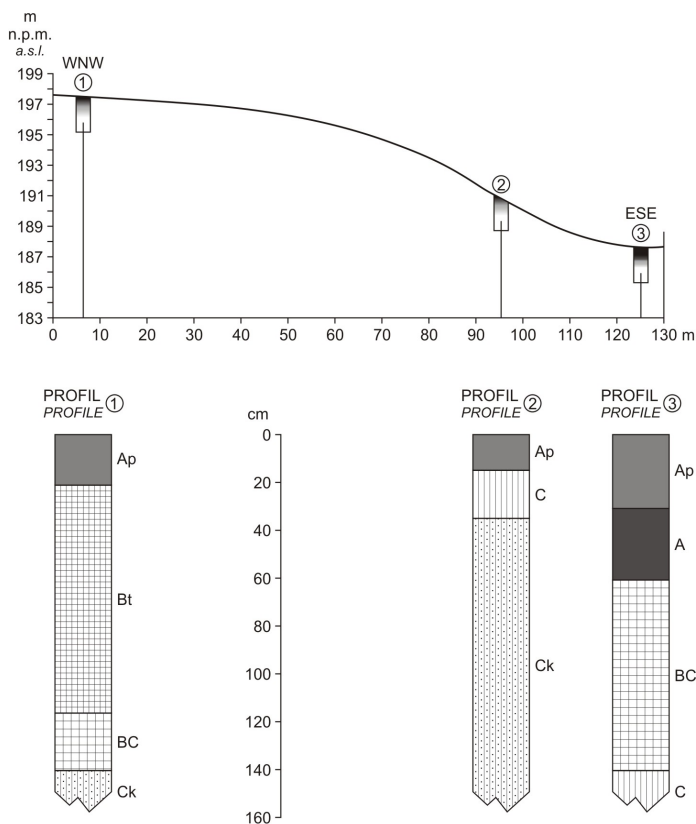 m
n.p.m.
a.s.l.
WNW
①
②
ESE
③
199
197
195
193
191
189
187
185
183
0 10 20 30 40 50 60 70 80 90 100 110 120 130 m
PROFIL ①
PROFILE
cm
PROFIL ②
PROFILE
PROFIL ③
PROFILE
0
20
40
60
80
100
120
140
160
Ap
Bt
BC
Ck
Ap
C
Ck
Ap
A
BC
C